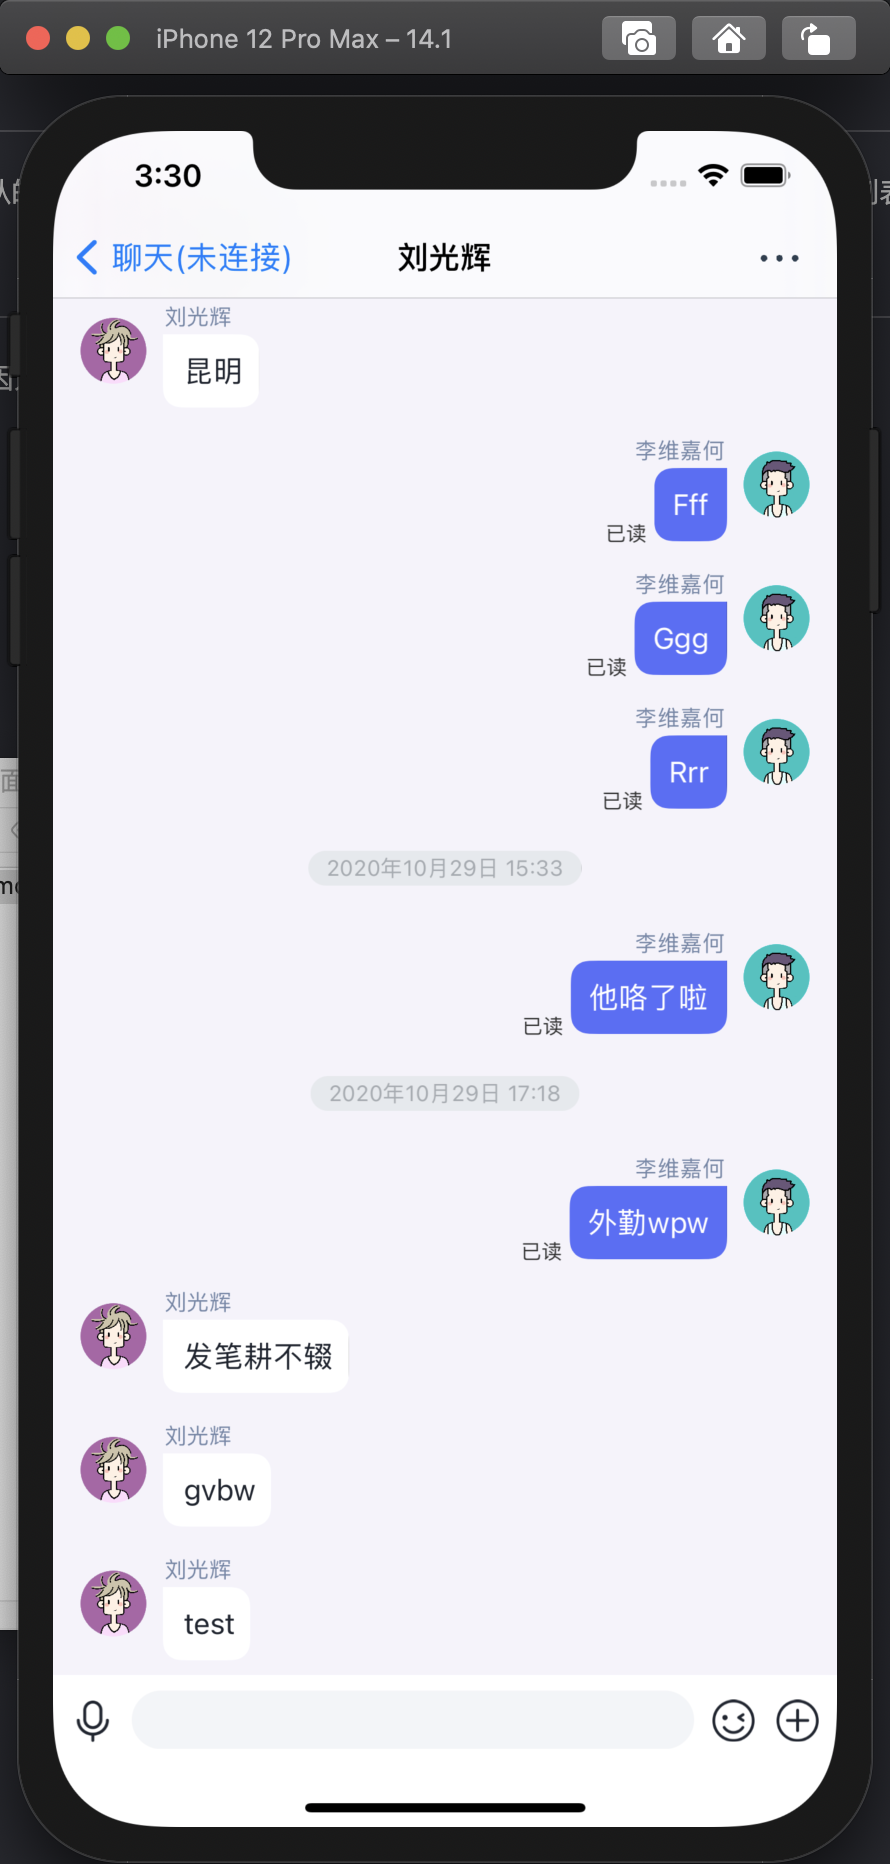 iPhone 12 Pro Max – 14.1
3:30
聊天(未连接)
刘光辉
刘光辉
昆明
李维嘉何
Fff
已读
李维嘉何
Ggg
已读
李维嘉何
Rrr
已读
2020年10月29日 15:33
李维嘉何
他咯了啦
已读
2020年10月29日 17:18
李维嘉何
外勤wpw
已读
刘光辉
发笔耕不辍
刘光辉
gvbw
刘光辉
test